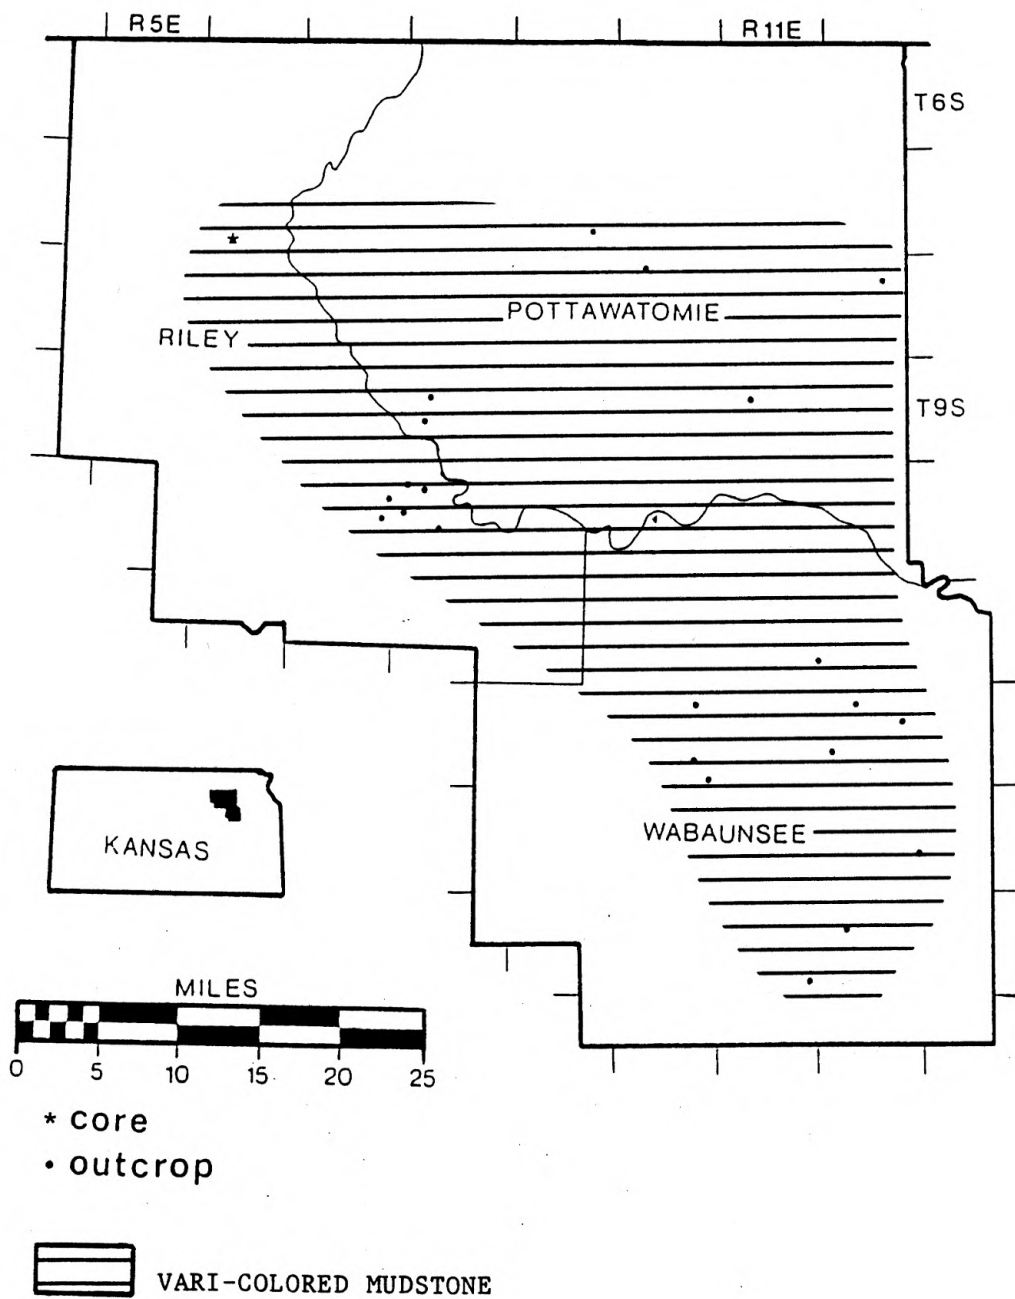 R5E R11E
T6S
POTTAWATOMIE
RILEY
T9S
WABAUNSEE
KANSAS
MILES
0 5 10 15 20 25
* core
• outcrop
VARI-COLORED MUDSTONE